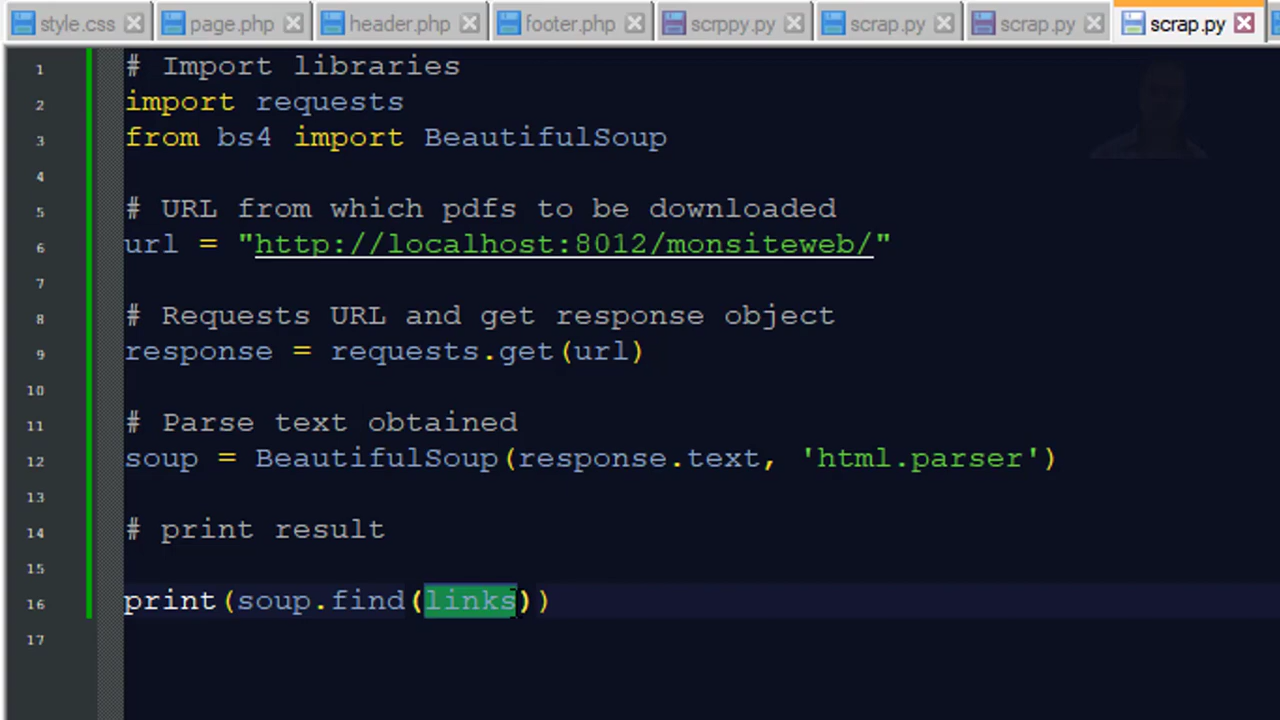 style.css page.php header.php footer.php scrppy.py scrap.py scrap.py scrap.py
1 # Import libraries
2 import requests
3 from bs4 import BeautifulSoup
4
5 # URL from which pdfs to be downloaded
6 url = "http://localhost:8012/monsiteweb/"
7
8 # Requests URL and get response object
9 response = requests.get(url)
10
11 # Parse text obtained
12 soup = BeautifulSoup(response.text, 'html.parser')
13
14 # print result
15
16 print(soup.find(links))
17